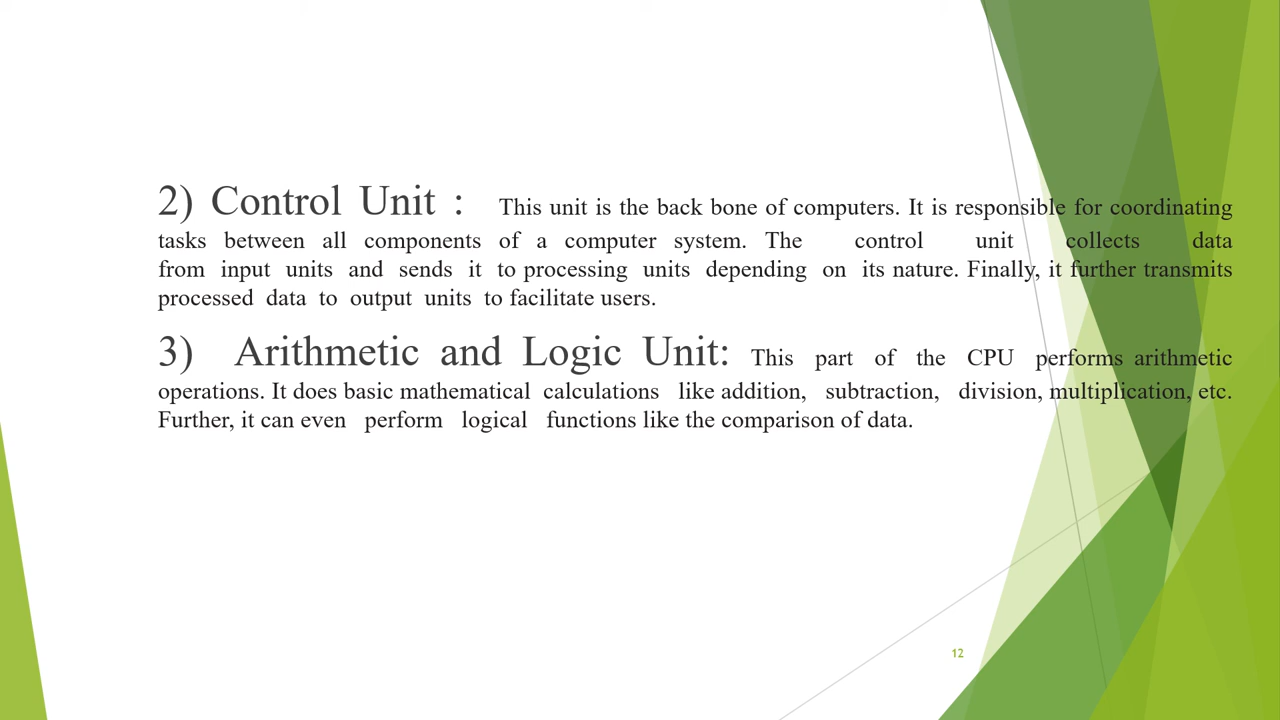 2) Control Unit : This unit is the back bone of computers. It is responsible for coordinating
tasks between all components of a computer system. The control unit collects data
from input units and sends it to processing units depending on its nature. Finally, it further transmits
processed data to output units to facilitate users.
3) Arithmetic and Logic Unit: This part of the CPU performs arithmetic
operations. It does basic mathematical calculations like addition, subtraction, division, multiplication, etc.
Further, it can even perform logical functions like the comparison of data.
12